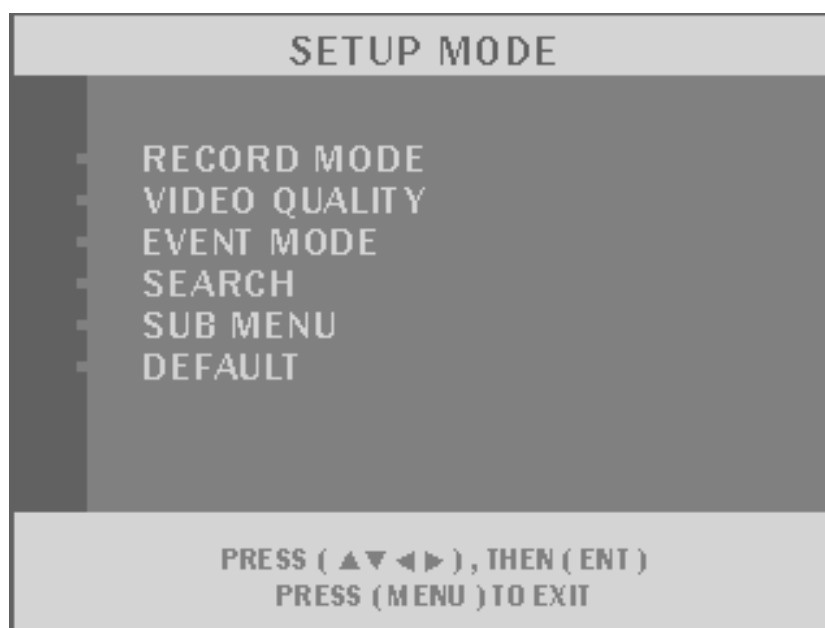 SETUP MODE
RECORD MODE
VIDEO QUALITY
EVENT MODE
SEARCH
SUB MENU
DEFAULT
PRESS ( ▲▼ ◀▶ ) , THEN ( ENT )
PRESS ( MENU ) TO EXIT